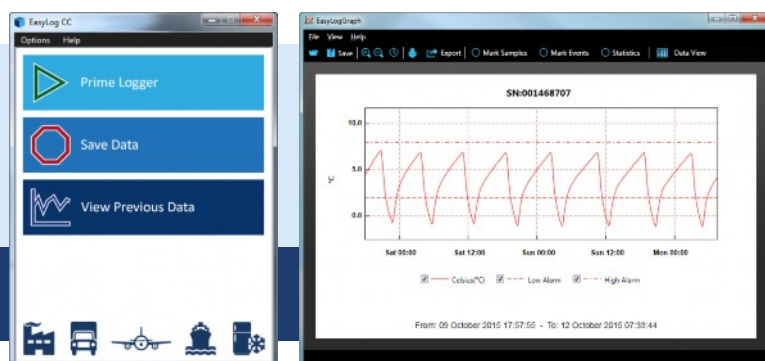 EasyLog CC
Options Help
Prime Logger
Save Data
View Previous Data
EasyLogGraph
File View Help
Save Export Mark Samples Mark Events Statistics Data View
SN:001468707
10.0
5.0
0.0
°C
Sat 00:00 Sat 12:00 Sun 00:00 Sun 12:00 Mon 00:00
Celsius(°C) Low Alarm High Alarm
From: 09 October 2015 17:57:55 - To: 12 October 2015 07:33:44